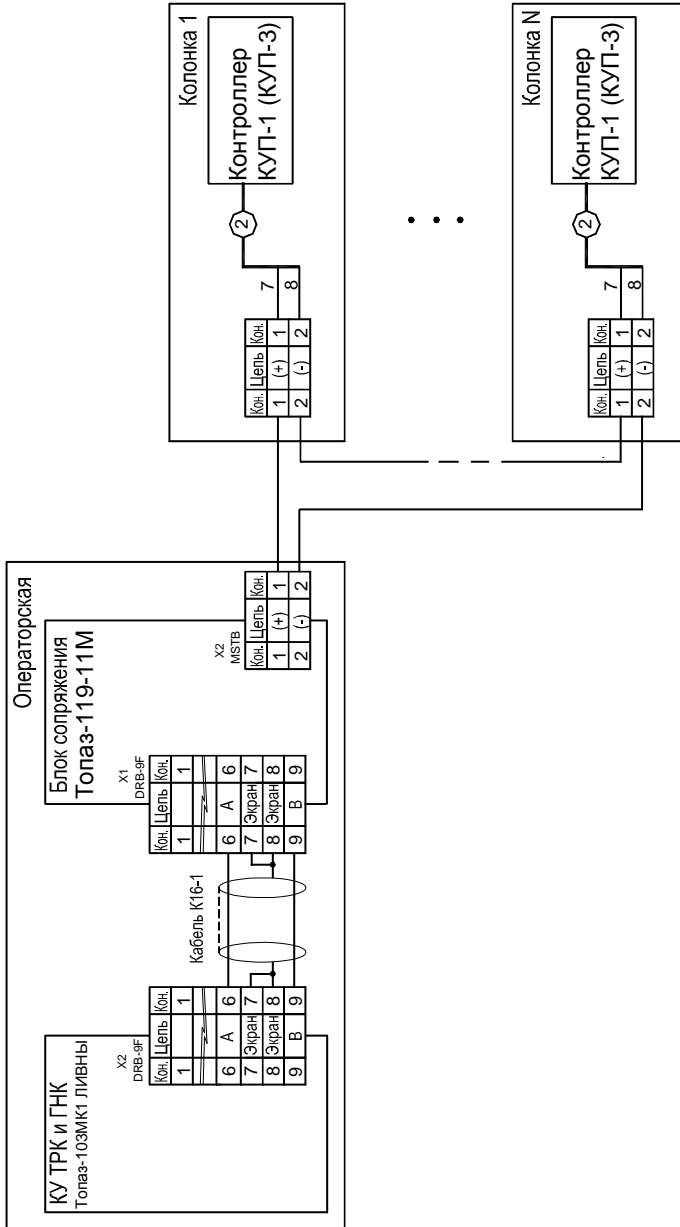 Операторская
КУ ТРК и ГНК
Топаз-103МК1 ЛИВНЫ
X2
DRB-9F
Кон. Цепь Кон.
1 1
6 A 6
7 Экран 7
8 Экран 8
9 B 9
Кабель К16-1
Блок сопряжения
Топаз-119-11М
X1
DRB-9F
Кон. Цепь Кон.
1 1
6 A 6
7 Экран 7
8 Экран 8
9 B 9
X2
MSTB
Кон. Цепь Кон.
1 (+) 1
2 (-) 2
Колонка 1
Кон. Цепь Кон.
1 (+) 1
2 (-) 2
7
8
2
Контроллер
КУП-1 (КУП-3)
Колонка N
Кон. Цепь Кон.
1 (+) 1
2 (-) 2
7
8
2
Контроллер
КУП-1 (КУП-3)